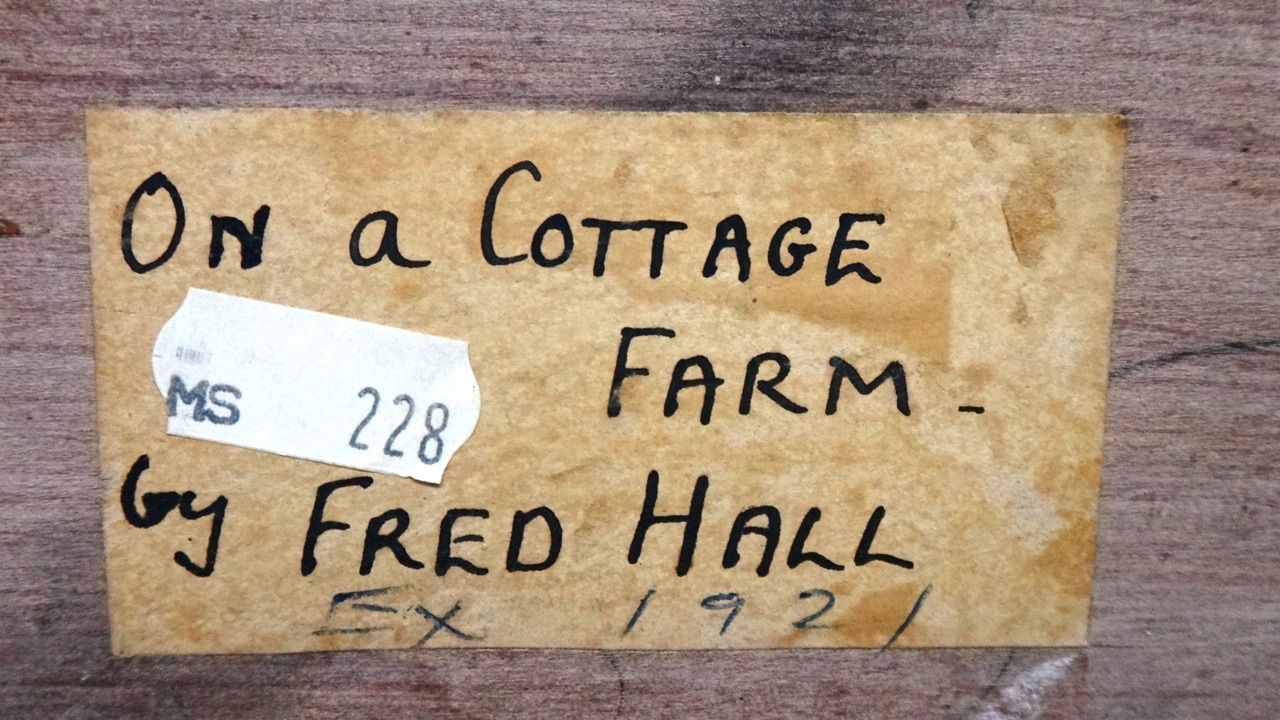 On a COTTAGE
FARM -
MS 228
by FRED HALL
Ex 1921